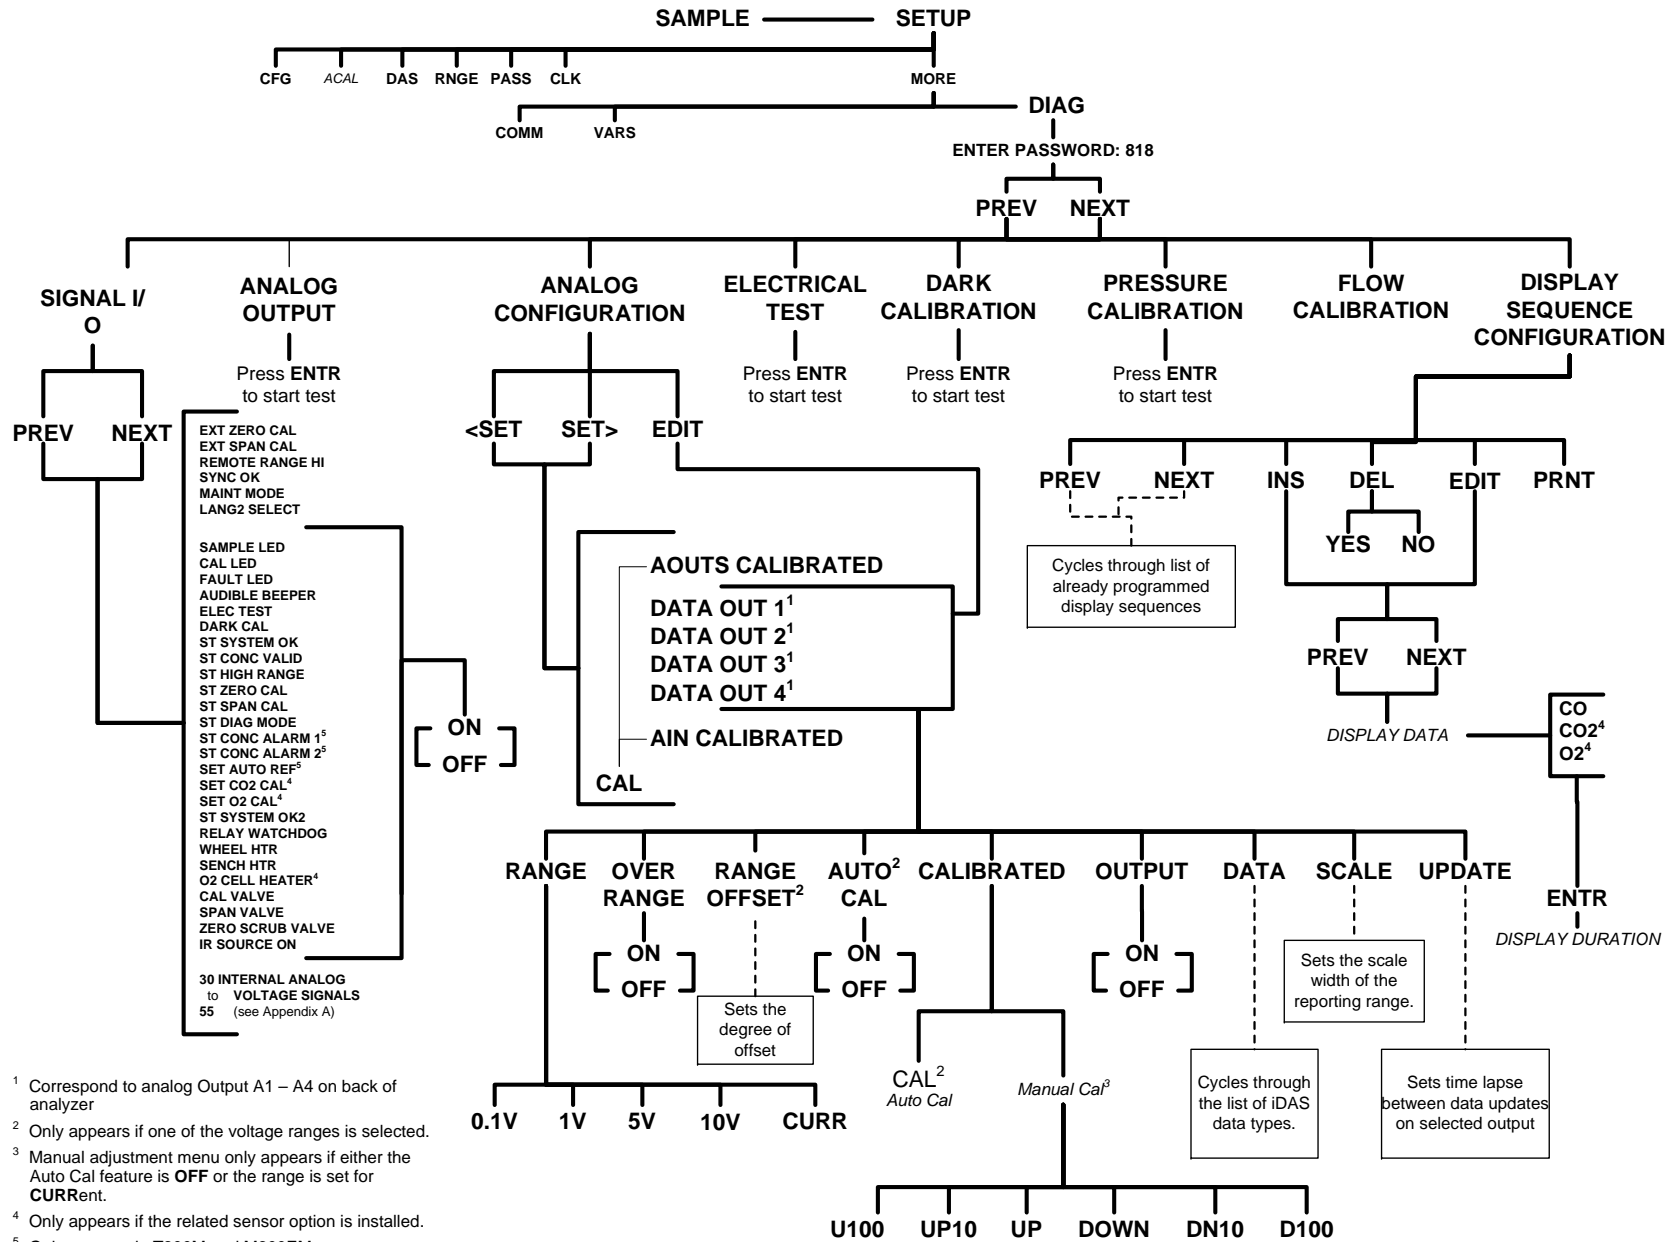 SAMPLE SETUP
CFG ACAL DAS RNGE PASS CLK MORE
COMM VARS DIAG
ENTER PASSWORD: 818
PREV NEXT
SIGNAL I/
O
ANALOG
OUTPUT
Press ENTR
to start test
ANALOG
CONFIGURATION
ELECTRICAL
TEST
Press ENTR
to start test
DARK
CALIBRATION
Press ENTR
to start test
PRESSURE
CALIBRATION
Press ENTR
to start test
FLOW
CALIBRATION
DISPLAY
SEQUENCE
CONFIGURATION
PREV NEXT
EXT ZERO CAL
EXT SPAN CAL
REMOTE RANGE HI
SYNC OK
MAINT MODE
LANG2 SELECT
SAMPLE LED
CAL LED
FAULT LED
AUDIBLE BEEPER
ELEC TEST
DARK CAL
ST SYSTEM OK
ST CONC VALID
ST HIGH RANGE
ST ZERO CAL
ST SPAN CAL
ST DIAG MODE
ST CONC ALARM 1⁵
ST CONC ALARM 2⁵
SET AUTO REF⁵
SET CO2 CAL⁴
SET O2 CAL⁴
ST SYSTEM OK2
RELAY WATCHDOG
WHEEL HTR
SENCH HTR
O2 CELL HEATER⁴
CAL VALVE
SPAN VALVE
ZERO SCRUB VALVE
IR SOURCE ON
30 INTERNAL ANALOG
to VOLTAGE SIGNALS
55 (see Appendix A)
ON
OFF
<SET SET> EDIT
AOUTS CALIBRATED
DATA OUT 1¹
DATA OUT 2¹
DATA OUT 3¹
DATA OUT 4¹
AIN CALIBRATED
CAL
PREV NEXT INS DEL EDIT PRNT
YES NO
Cycles through list of
already programmed
display sequences
PREV NEXT
DISPLAY DATA
CO
CO2⁴
O2⁴
ENTR
DISPLAY DURATION
RANGE
OVER
RANGE
ON
OFF
RANGE
OFFSET²
Sets the
degree of
offset
AUTO²
CAL
ON
OFF
CALIBRATED
OUTPUT
ON
OFF
DATA
Cycles through
the list of iDAS
data types.
SCALE
Sets the scale
width of the
reporting range.
UPDATE
Sets time lapse
between data updates
on selected output
CAL²
Auto Cal
Manual Cal³
0.1V 1V 5V 10V CURR
U100 UP10 UP DOWN DN10 D100
¹ Correspond to analog Output A1 – A4 on back of
analyzer
² Only appears if one of the voltage ranges is selected.
³ Manual adjustment menu only appears if either the
Auto Cal feature is OFF or the range is set for
CURRent.
⁴ Only appears if the related sensor option is installed.